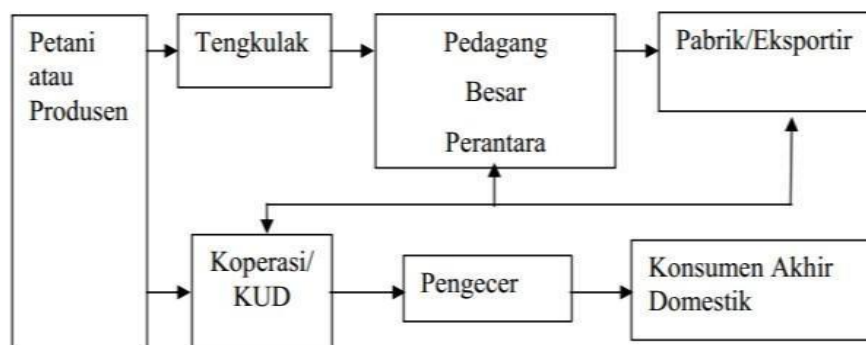 Petani
atau
Produsen
Tengkulak
Pedagang
Besar
Perantara
Pabrik/Eksportir
Koperasi/
KUD
Pengecer
Konsumen Akhir
Domestik